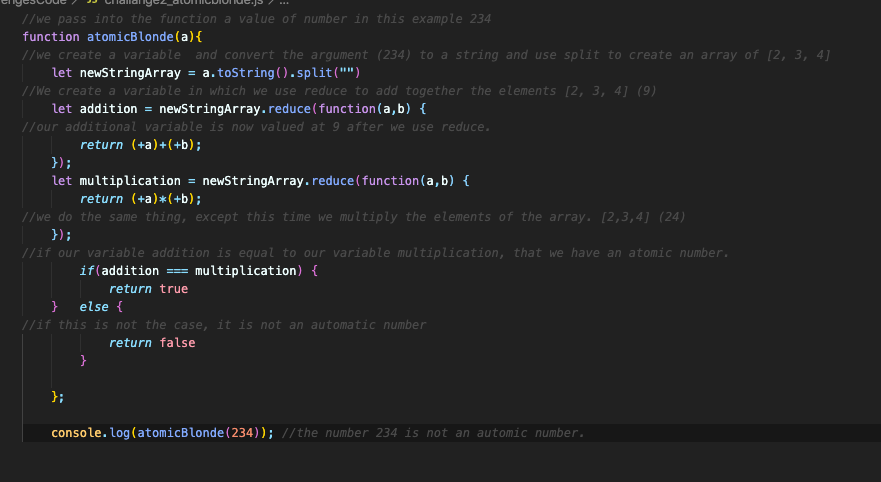 engesCode / JS challange2_atomicblonde.js / ...
//we pass into the function a value of number in this example 234
function atomicBlonde(a){
//we create a variable  and convert the argument (234) to a string and use split to create an array of [2, 3, 4]
    let newStringArray = a.toString().split("")
//We create a variable in which we use reduce to add together the elements [2, 3, 4] (9)
    let addition = newStringArray.reduce(function(a,b) {
//our additional variable is now valued at 9 after we use reduce.
        return (+a)+(+b);
    });
    let multiplication = newStringArray.reduce(function(a,b) {
        return (+a)*(+b);
//we do the same thing, except this time we multiply the elements of the array. [2,3,4] (24)
    });
//if our variable addition is equal to our variable multiplication, that we have an atomic number.
        if(addition === multiplication) {
            return true
    }   else {
//if this is not the case, it is not an automatic number
            return false
        }
    };
    console.log(atomicBlonde(234)); //the number 234 is not an automic number.